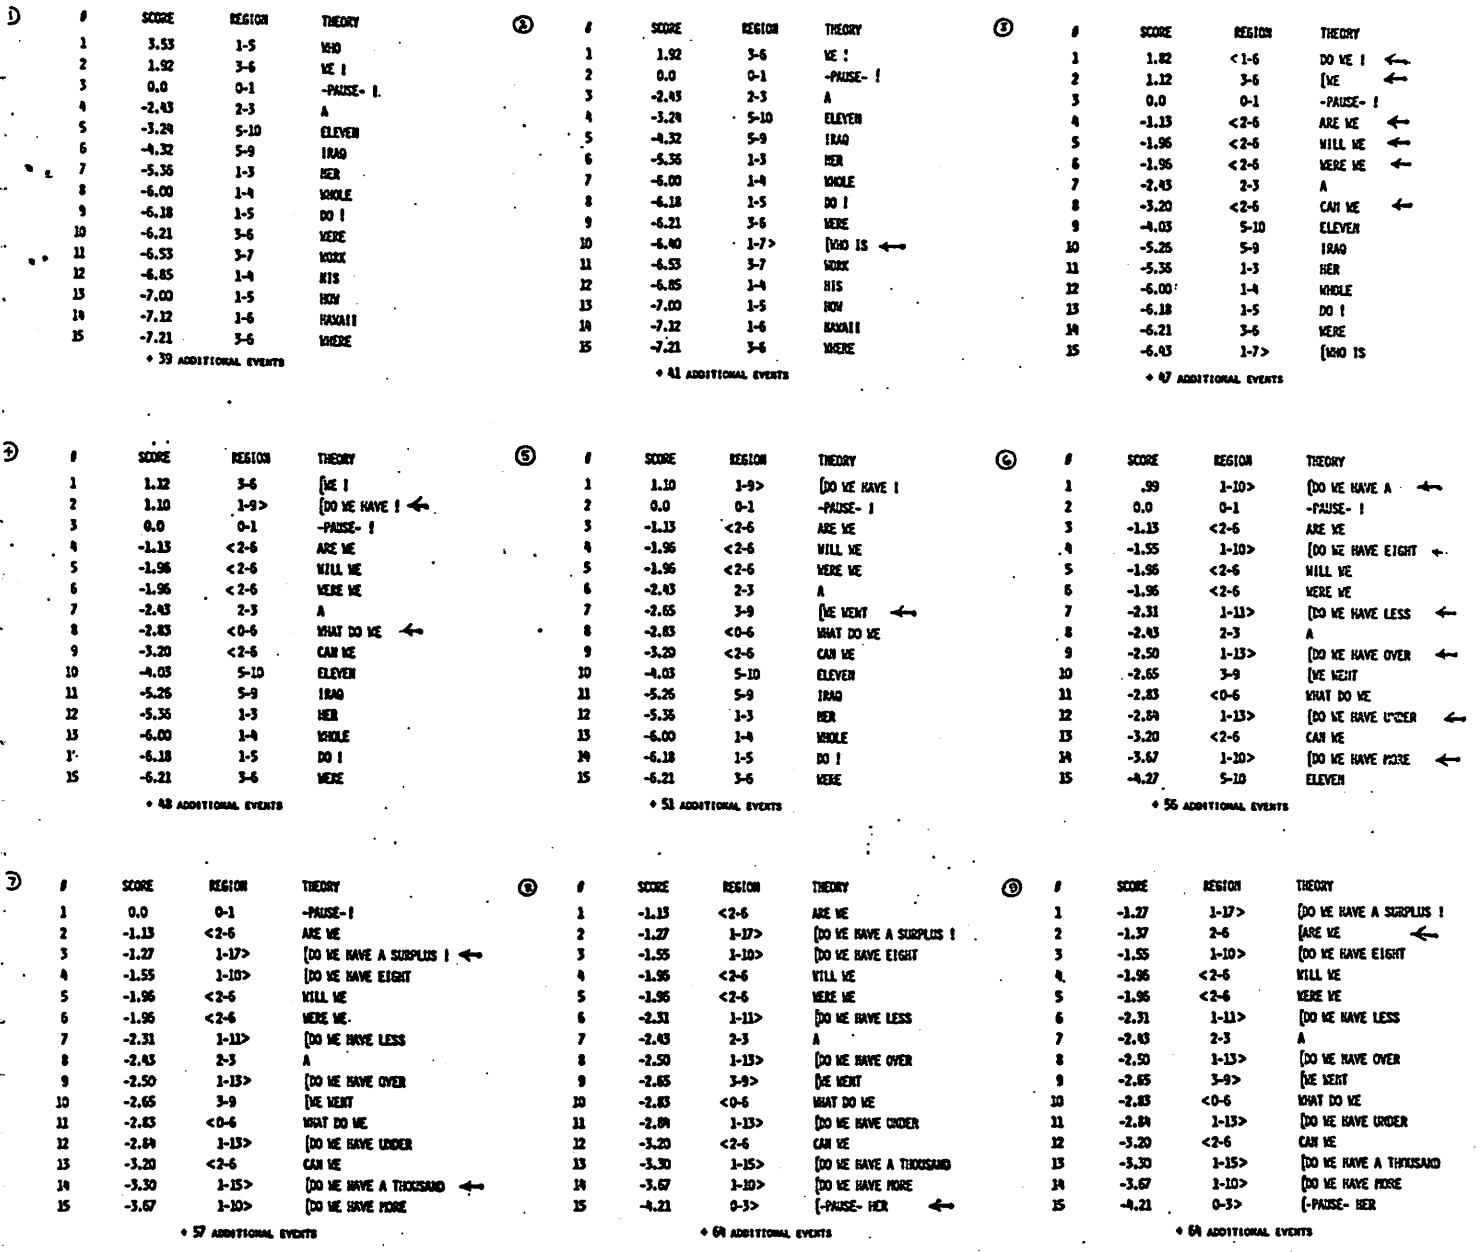 ①
# SCORE REGION THEORY
1 3.53 1-5 WHO
2 1.92 3-6 WE !
3 0.0 0-1 -PAUSE- !
4 -2.43 2-3 A
5 -3.24 5-10 ELEVEN
6 -4.32 5-9 IRAQ
7 -5.36 1-3 HER
8 -6.00 1-4 WHOLE
9 -6.18 1-5 DO !
10 -6.21 3-6 WERE
11 -6.53 3-7 WORK
12 -6.85 1-4 HIS
13 -7.00 1-5 HOW
14 -7.12 1-6 HAWAII
15 -7.21 3-6 WHERE
+ 39 ADDITIONAL EVENTS
②
# SCORE REGION THEORY
1 1.92 3-6 WE !
2 0.0 0-1 -PAUSE- !
3 -2.43 2-3 A
4 -3.24 5-10 ELEVEN
5 -4.32 5-9 IRAQ
6 -5.36 1-3 HER
7 -6.00 1-4 WHOLE
8 -6.18 1-5 DO !
9 -6.21 3-6 WERE
10 -6.40 1-7> [WHO IS
11 -6.53 3-7 WORK
12 -6.85 1-4 HIS
13 -7.00 1-5 HOW
14 -7.12 1-6 HAWAII
15 -7.21 3-6 WHERE
+ 41 ADDITIONAL EVENTS
③
# SCORE REGION THEORY
1 1.82 <1-6 DO WE !
2 1.12 3-6 [WE
3 0.0 0-1 -PAUSE- !
4 -1.13 <2-6 ARE WE
5 -1.96 <2-6 WILL WE
6 -1.96 <2-6 WERE WE
7 -2.43 2-3 A
8 -3.20 <2-6 CAN WE
9 -4.03 5-10 ELEVEN
10 -5.26 5-9 IRAQ
11 -5.36 1-3 HER
12 -6.00 1-4 WHOLE
13 -6.18 1-5 DO !
14 -6.21 3-6 WERE
15 -6.43 1-7> [WHO IS
+ 47 ADDITIONAL EVENTS
④
# SCORE REGION THEORY
1 1.12 3-6 [WE !
2 1.10 1-9> [DO WE HAVE !
3 0.0 0-1 -PAUSE- !
4 -1.13 <2-6 ARE WE
5 -1.96 <2-6 WILL WE
6 -1.96 <2-6 WERE WE
7 -2.43 2-3 A
8 -2.83 <0-6 WHAT DO WE
9 -3.20 <2-6 CAN WE
10 -4.03 5-10 ELEVEN
11 -5.26 5-9 IRAQ
12 -5.36 1-3 HER
13 -6.00 1-4 WHOLE
-6.18 1-5 DO !
15 -6.21 3-6 WERE
+ 48 ADDITIONAL EVENTS
⑤
# SCORE REGION THEORY
1 1.10 1-9> [DO WE HAVE !
2 0.0 0-1 -PAUSE- !
3 -1.13 <2-6 ARE WE
4 -1.96 <2-6 WILL WE
5 -1.96 <2-6 WERE WE
6 -2.43 2-3 A
7 -2.65 3-9 [WE WENT
8 -2.83 <0-6 WHAT DO WE
9 -3.20 <2-6 CAN WE
10 -4.03 5-10 ELEVEN
11 -5.26 5-9 IRAQ
12 -5.36 1-3 HER
13 -6.00 1-4 WHOLE
14 -6.18 1-5 DO !
15 -6.21 3-6 WERE
+ 51 ADDITIONAL EVENTS
⑥
# SCORE REGION THEORY
1 .99 1-10> [DO WE HAVE A
2 0.0 0-1 -PAUSE- !
3 -1.13 <2-6 ARE WE
4 -1.55 1-10> [DO WE HAVE EIGHT
5 -1.96 <2-6 WILL WE
6 -1.96 <2-6 WERE WE
7 -2.31 1-11> [DO WE HAVE LESS
8 -2.43 2-3 A
9 -2.50 1-13> [DO WE HAVE OVER
10 -2.65 3-9 [WE WENT
11 -2.83 <0-6 WHAT DO WE
12 -2.84 1-13> [DO WE HAVE UNDER
13 -3.20 <2-6 CAN WE
14 -3.67 1-10> [DO WE HAVE MORE
15 -4.27 5-10 ELEVEN
+ 56 ADDITIONAL EVENTS
⑦
# SCORE REGION THEORY
1 0.0 0-1 -PAUSE- !
2 -1.13 <2-6 ARE WE
3 -1.27 1-17> [DO WE HAVE A SURPLUS !
4 -1.55 1-10> [DO WE HAVE EIGHT
5 -1.96 <2-6 WILL WE
6 -1.96 <2-6 WERE WE
7 -2.31 1-11> [DO WE HAVE LESS
8 -2.43 2-3 A
9 -2.50 1-13> [DO WE HAVE OVER
10 -2.65 3-9 [WE WENT
11 -2.83 <0-6 WHAT DO WE
12 -2.84 1-13> [DO WE HAVE UNDER
13 -3.20 <2-6 CAN WE
14 -3.30 1-15> [DO WE HAVE A THOUSAND
15 -3.67 1-10> [DO WE HAVE MORE
+ 57 ADDITIONAL EVENTS
⑧
# SCORE REGION THEORY
1 -1.13 <2-6 ARE WE
2 -1.27 1-17> [DO WE HAVE A SURPLUS !
3 -1.55 1-10> [DO WE HAVE EIGHT
4 -1.96 <2-6 WILL WE
5 -1.96 <2-6 WERE WE
6 -2.31 1-11> [DO WE HAVE LESS
7 -2.43 2-3 A
8 -2.50 1-13> [DO WE HAVE OVER
9 -2.65 3-9> [WE WENT
10 -2.83 <0-6 WHAT DO WE
11 -2.84 1-13> [DO WE HAVE UNDER
12 -3.20 <2-6 CAN WE
13 -3.30 1-15> [DO WE HAVE A THOUSAND
14 -3.67 1-10> [DO WE HAVE MORE
15 -4.21 0-3> [-PAUSE- HER
+ 64 ADDITIONAL EVENTS
⑨
# SCORE REGION THEORY
1 -1.27 1-17> [DO WE HAVE A SURPLUS !
2 -1.37 2-6 [ARE WE
3 -1.55 1-10> [DO WE HAVE EIGHT
4 -1.96 <2-6 WILL WE
5 -1.96 <2-6 WERE WE
6 -2.31 1-11> [DO WE HAVE LESS
7 -2.43 2-3 A
8 -2.50 1-13> [DO WE HAVE OVER
9 -2.65 3-9> [WE WENT
10 -2.83 <0-6 WHAT DO WE
11 -2.84 1-13> [DO WE HAVE UNDER
12 -3.20 <2-6 CAN WE
13 -3.30 1-15> [DO WE HAVE A THOUSAND
14 -3.67 1-10> [DO WE HAVE MORE
15 -4.21 0-3> [-PAUSE- HER
+ 64 ADDITIONAL EVENTS